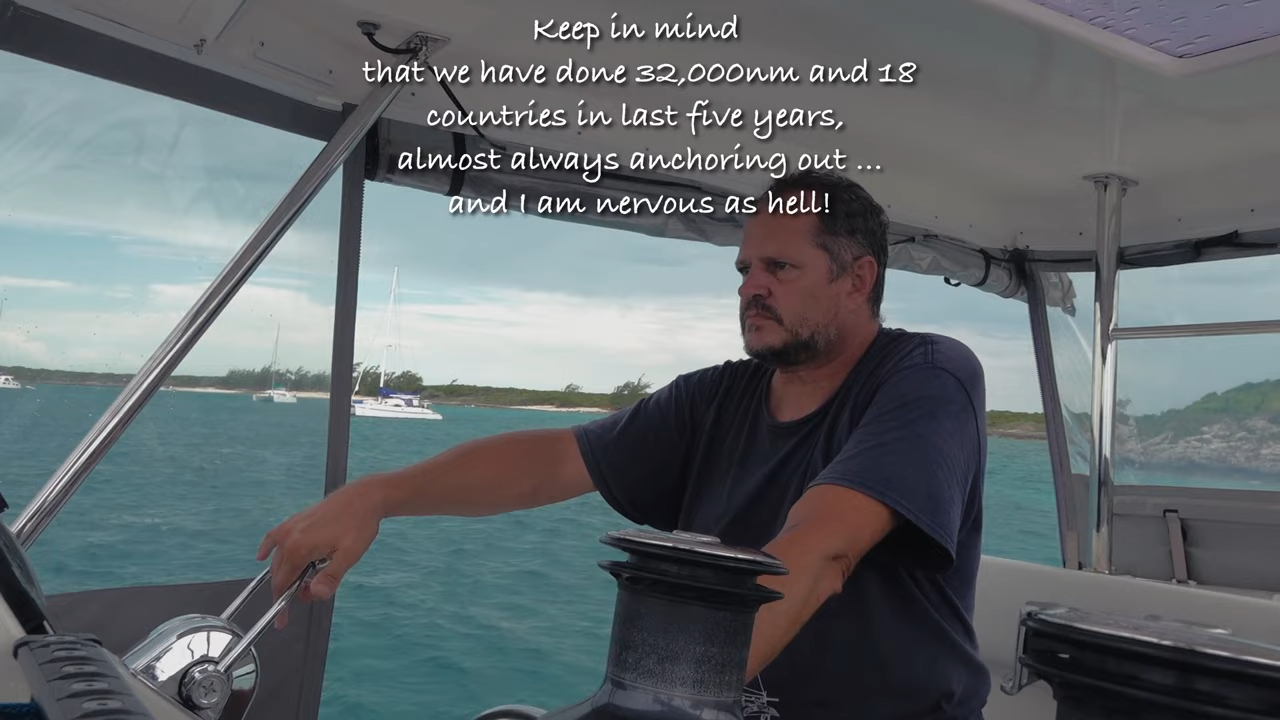 Keep in mind
that we have done 32,000nm and 18
countries in last five years,
almost always anchoring out ...
and I am nervous as hell!